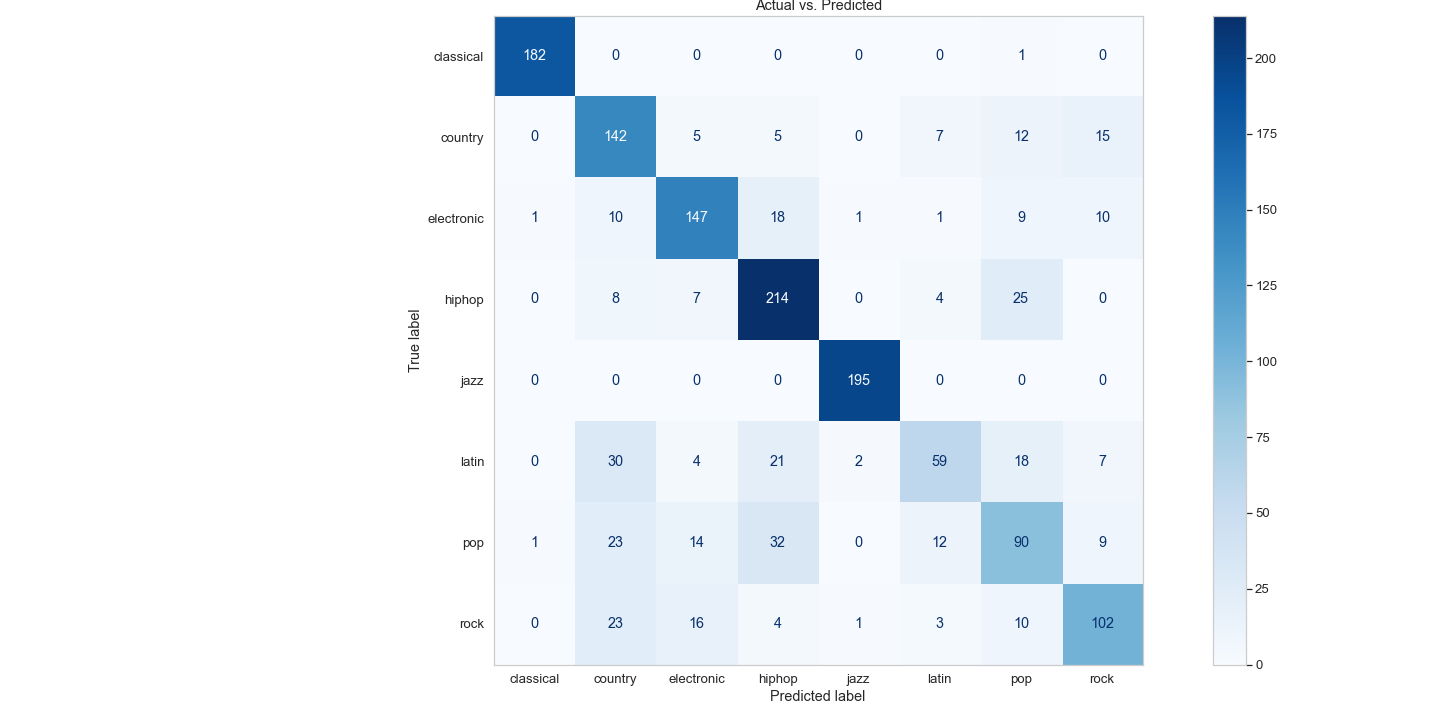 Actual vs. Predicted
classical 182 0 0 0 0 0 1 0
country 0 142 5 5 0 7 12 15
electronic 1 10 147 18 1 1 9 10
hiphop 0 8 7 214 0 4 25 0
jazz 0 0 0 0 195 0 0 0
latin 0 30 4 21 2 59 18 7
pop 1 23 14 32 0 12 90 9
rock 0 23 16 4 1 3 10 102
classical country electronic hiphop jazz latin pop rock
Predicted label
True label
200
175
150
125
100
75
50
25
0